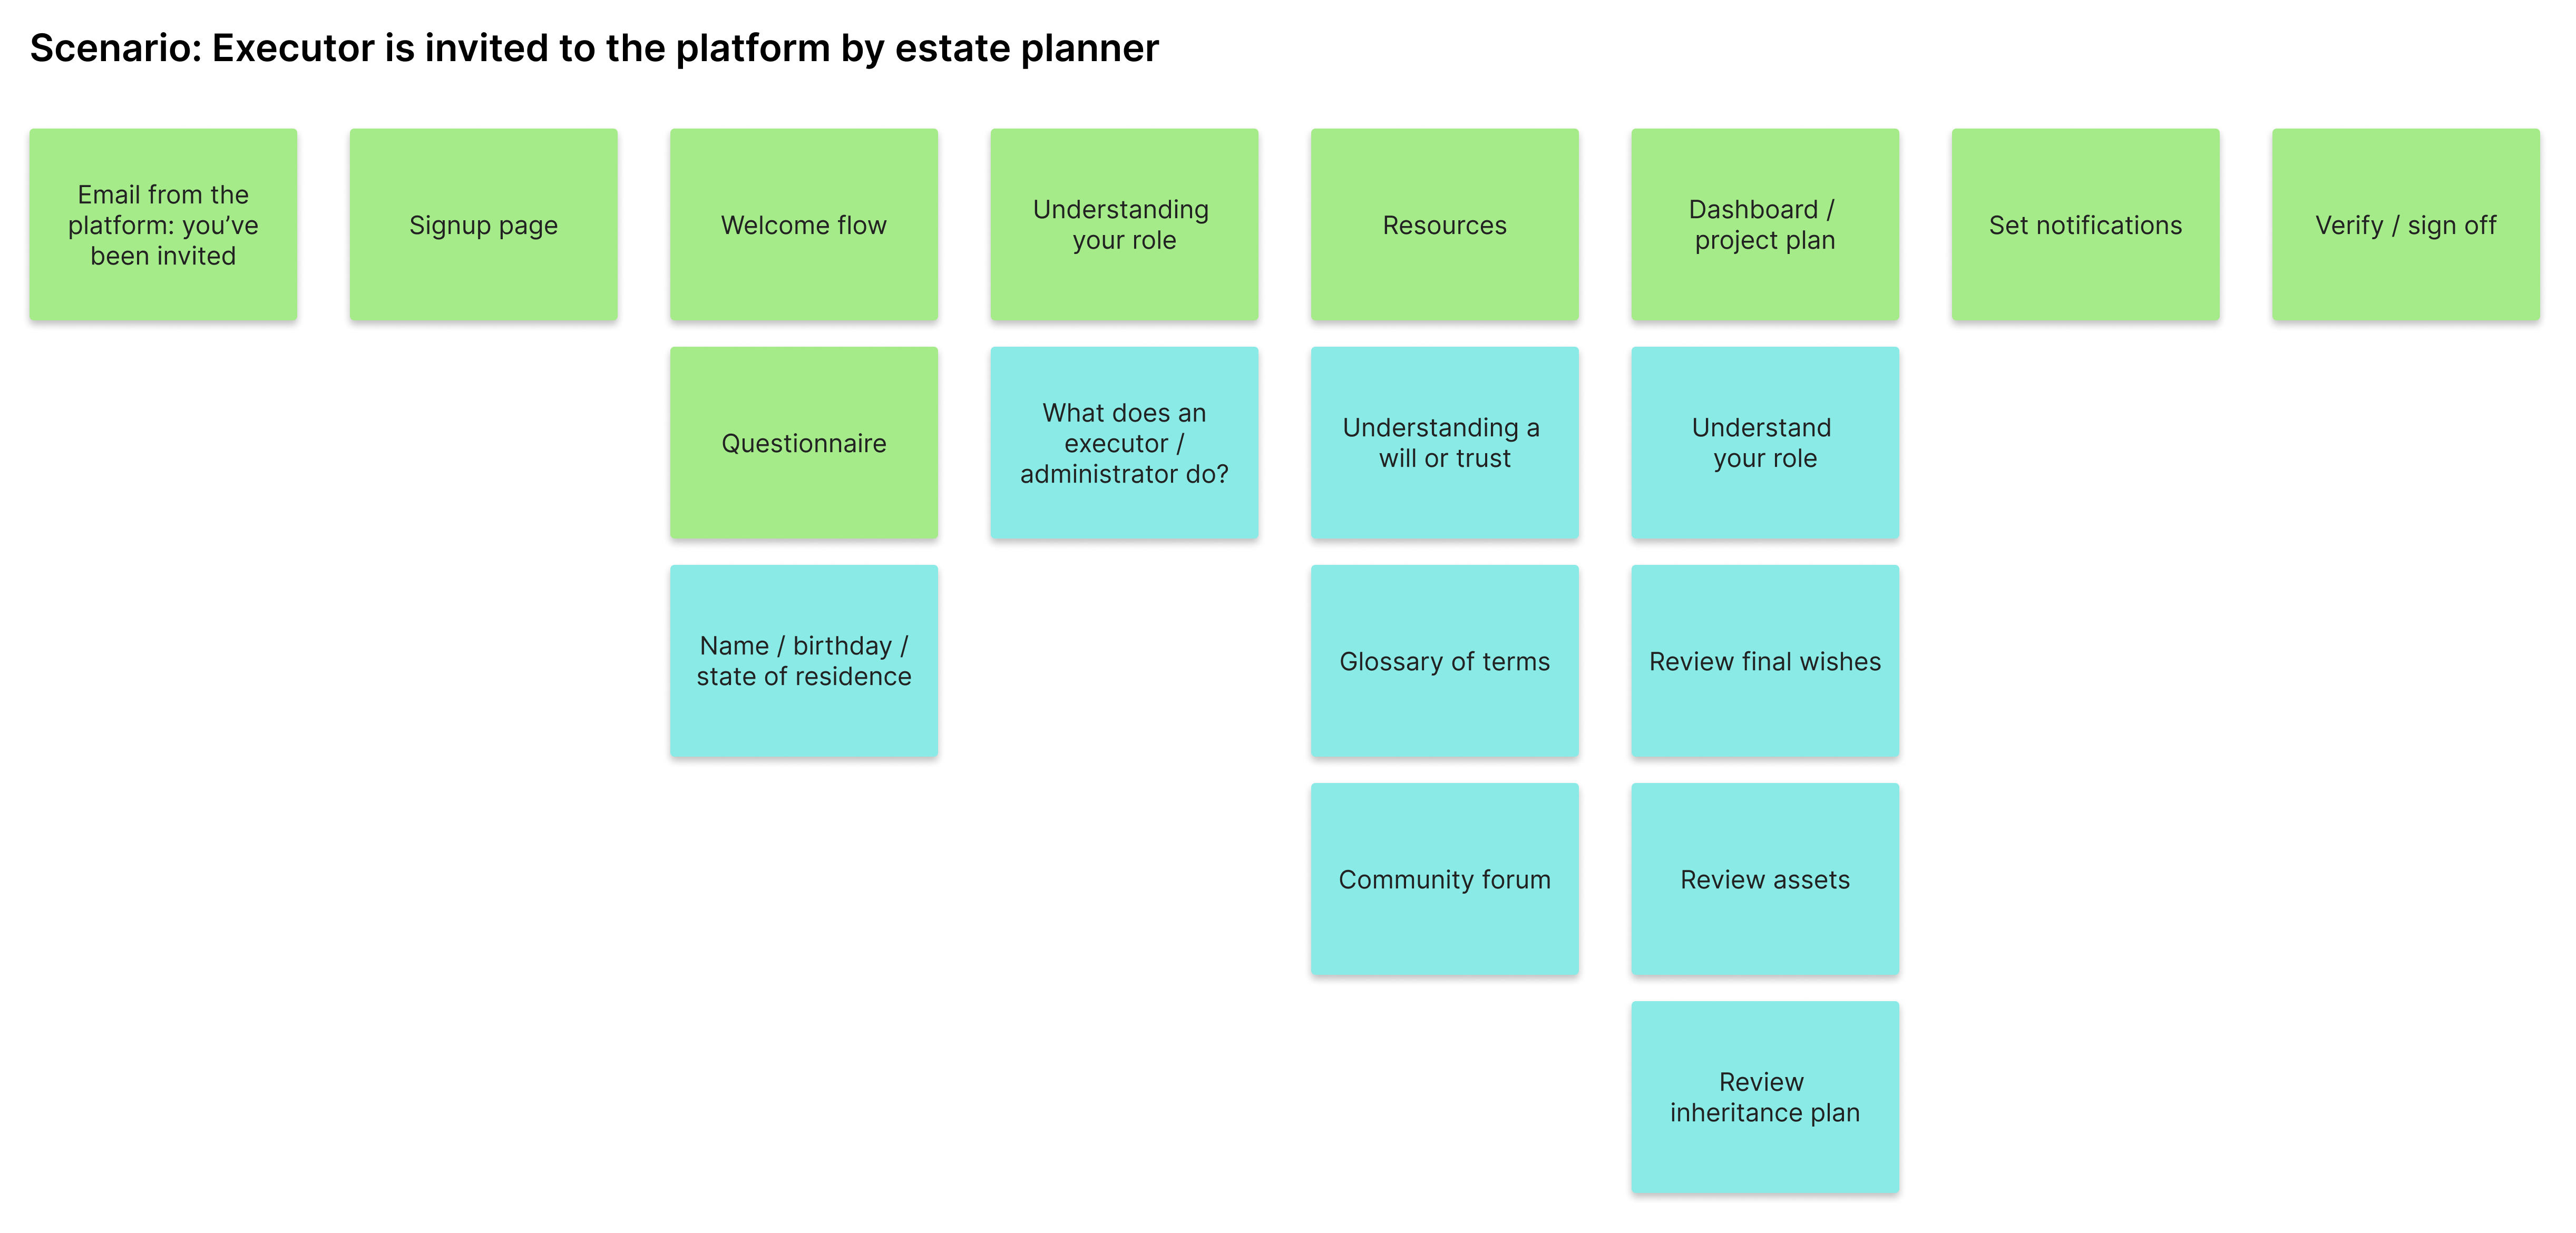 Scenario: Executor is invited to the platform by estate planner
Email from the
platform: you’ve
been invited
Signup page
Welcome flow
Understanding
your role
Resources
Dashboard /
project plan
Set notifications
Verify / sign off
Questionnaire
What does an
executor /
administrator do?
Understanding a
will or trust
Understand
your role
Name / birthday /
state of residence
Glossary of terms
Review final wishes
Community forum
Review assets
Review
inheritance plan